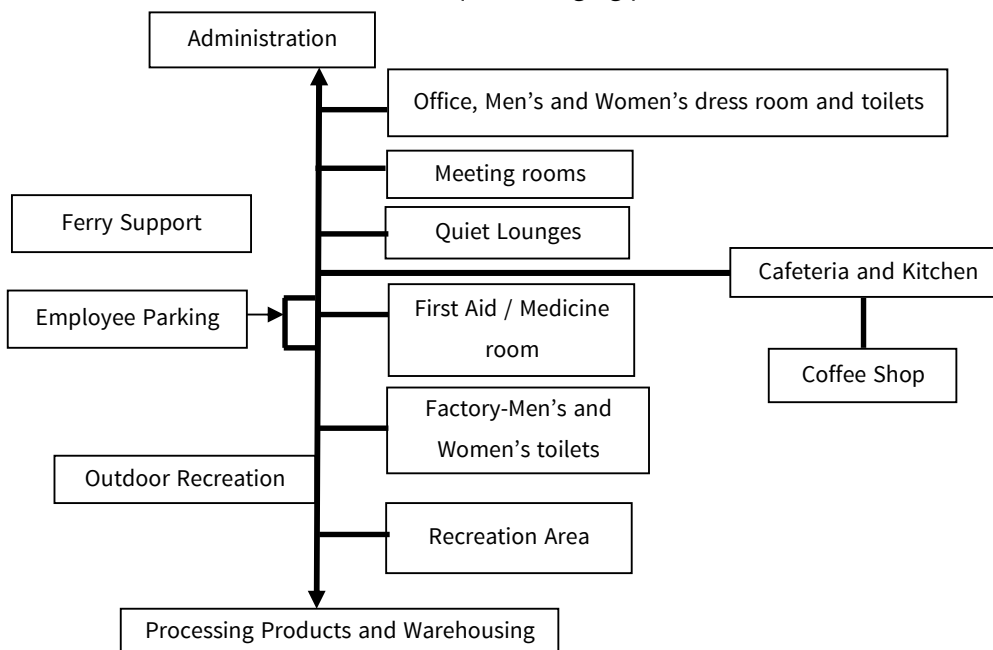 Administration
Office, Men's and Women's dress room and toilets
Meeting rooms
Ferry Support
Quiet Lounges
Cafeteria and Kitchen
Employee Parking
First Aid / Medicine
room
Coffee Shop
Factory-Men's and
Women's toilets
Outdoor Recreation
Recreation Area
Processing Products and Warehousing